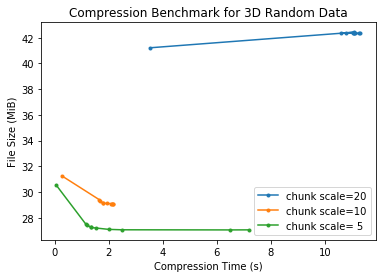 Compression Benchmark for 3D Random Data
File Size (MiB)
42
40
38
36
34
32
30
28
chunk scale=20
chunk scale=10
chunk scale= 5
0 2 4 6 8 10
Compression Time (s)